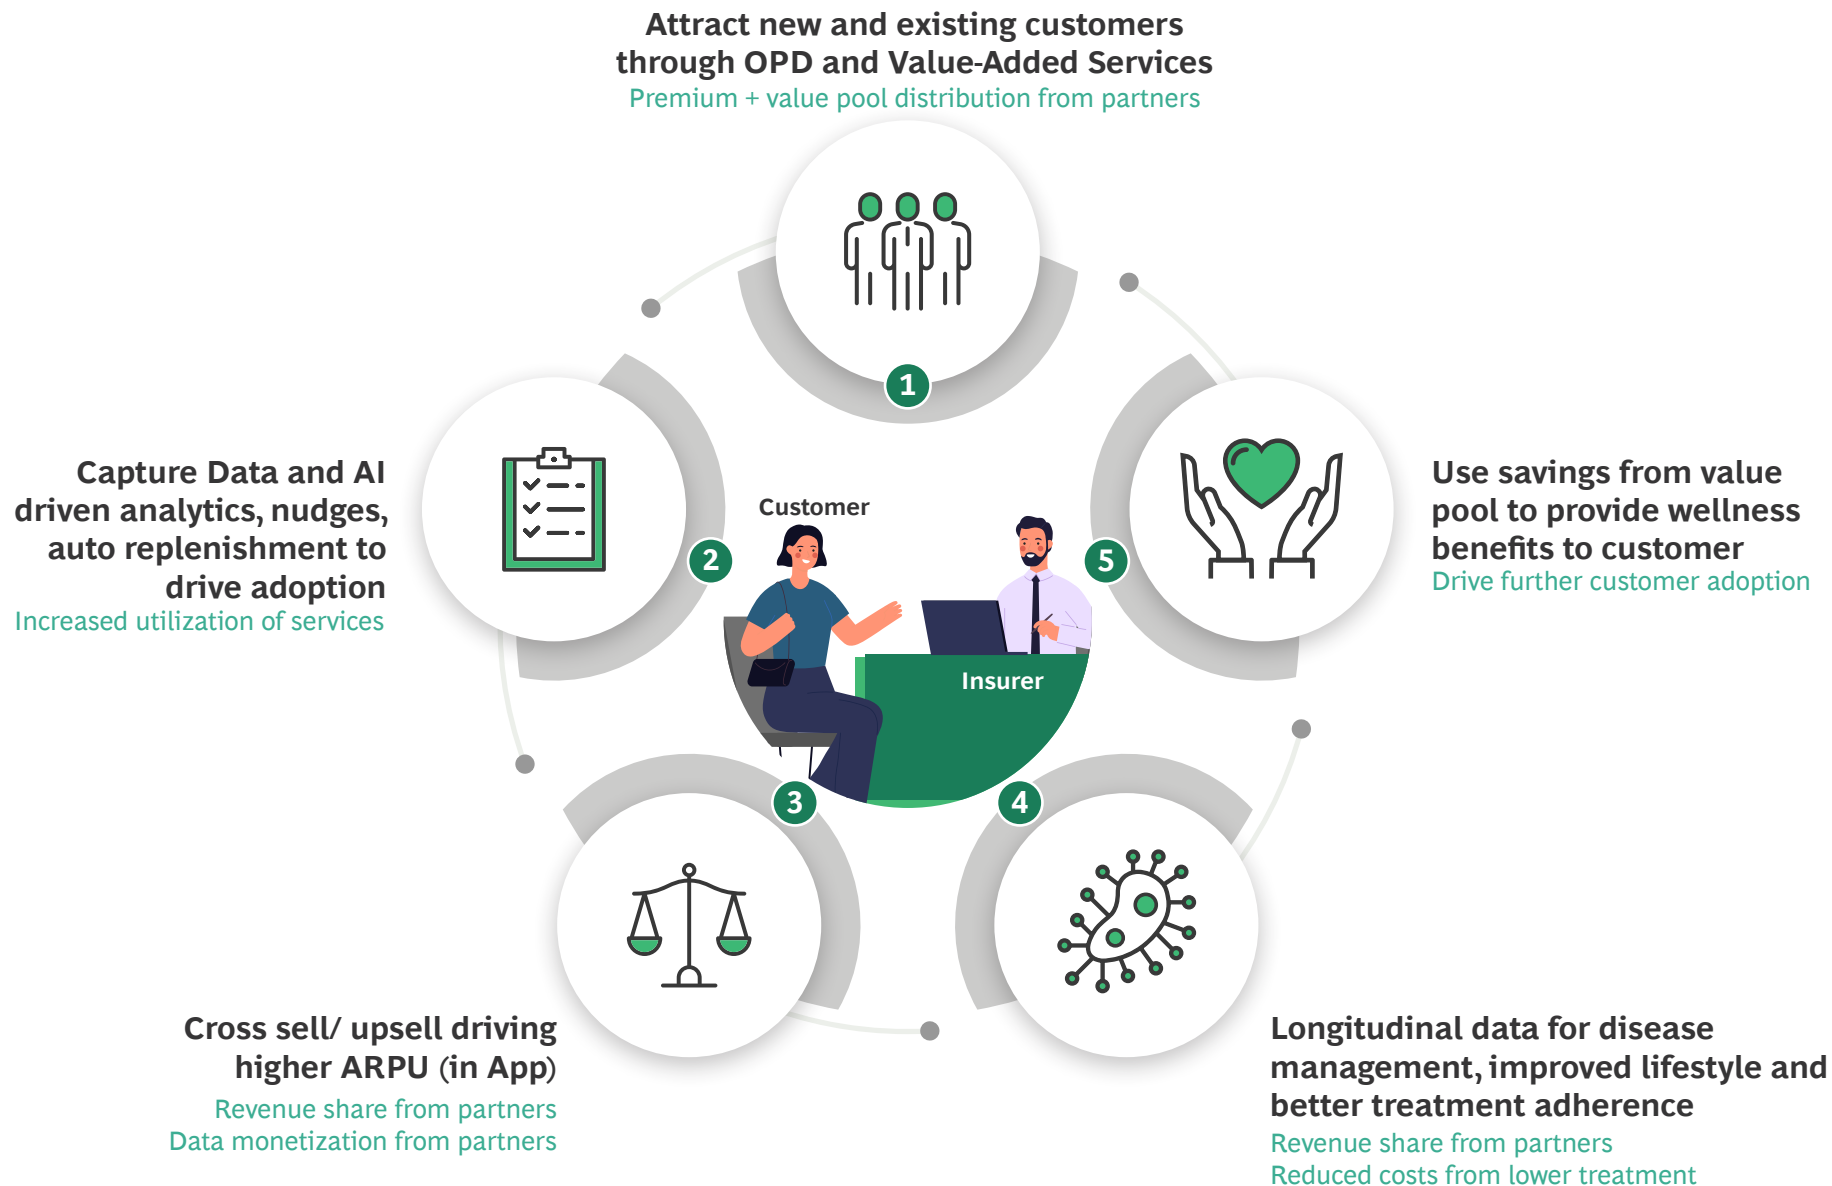 Attract new and existing customers
through OPD and Value-Added Services
Premium + value pool distribution from partners
1
Capture Data and AI
driven analytics, nudges,
auto replenishment to
drive adoption
Increased utilization of services
2
Customer
Insurer
5
Use savings from value
pool to provide wellness
benefits to customer
Drive further customer adoption
3
Cross sell/ upsell driving
higher ARPU (in App)
Revenue share from partners
Data monetization from partners
4
Longitudinal data for disease
management, improved lifestyle and
better treatment adherence
Revenue share from partners
Reduced costs from lower treatment